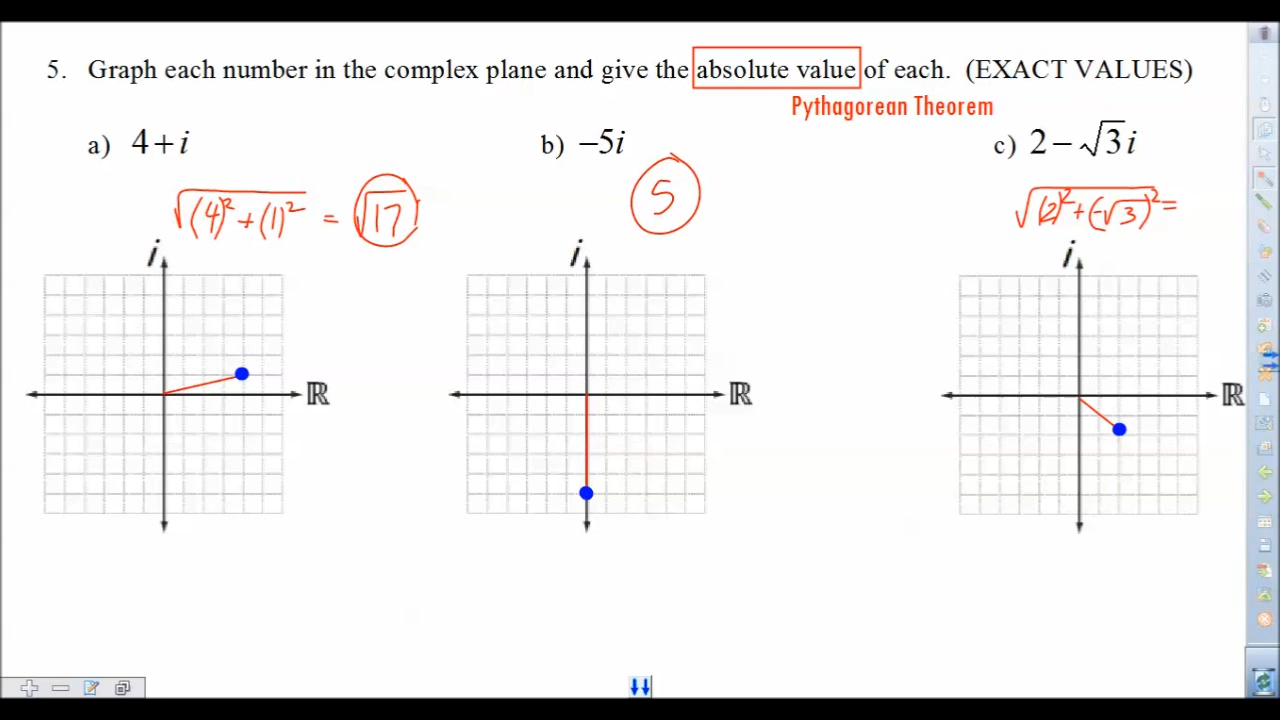 5. Graph each number in the complex plane and give the absolute value of each. (EXACT VALUES)
Pythagorean Theorem
a) 4+i
b) −5i
c) 2−√3i
√(4)²+(1)² = √17
5
√(2)²+(-√3)²=
i
i
i
ℝ
ℝ
ℝ